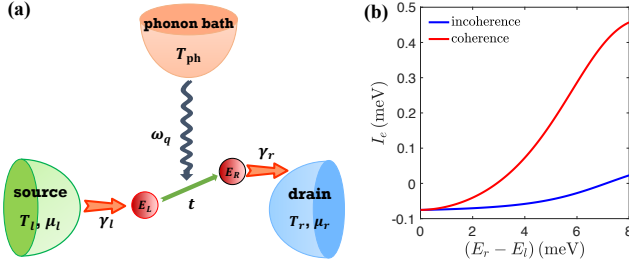 (a)
phonon bath
T_ph
ω_q
source
T_l, μ_l
γ_l
E_L
t
E_R
γ_r
drain
T_r, μ_r
(b)
incoherence
coherence
I_e (meV)
0.5
0.4
0.3
0.2
0.1
0
-0.1
0 2 4 6 8
(E_r − E_l) (meV)